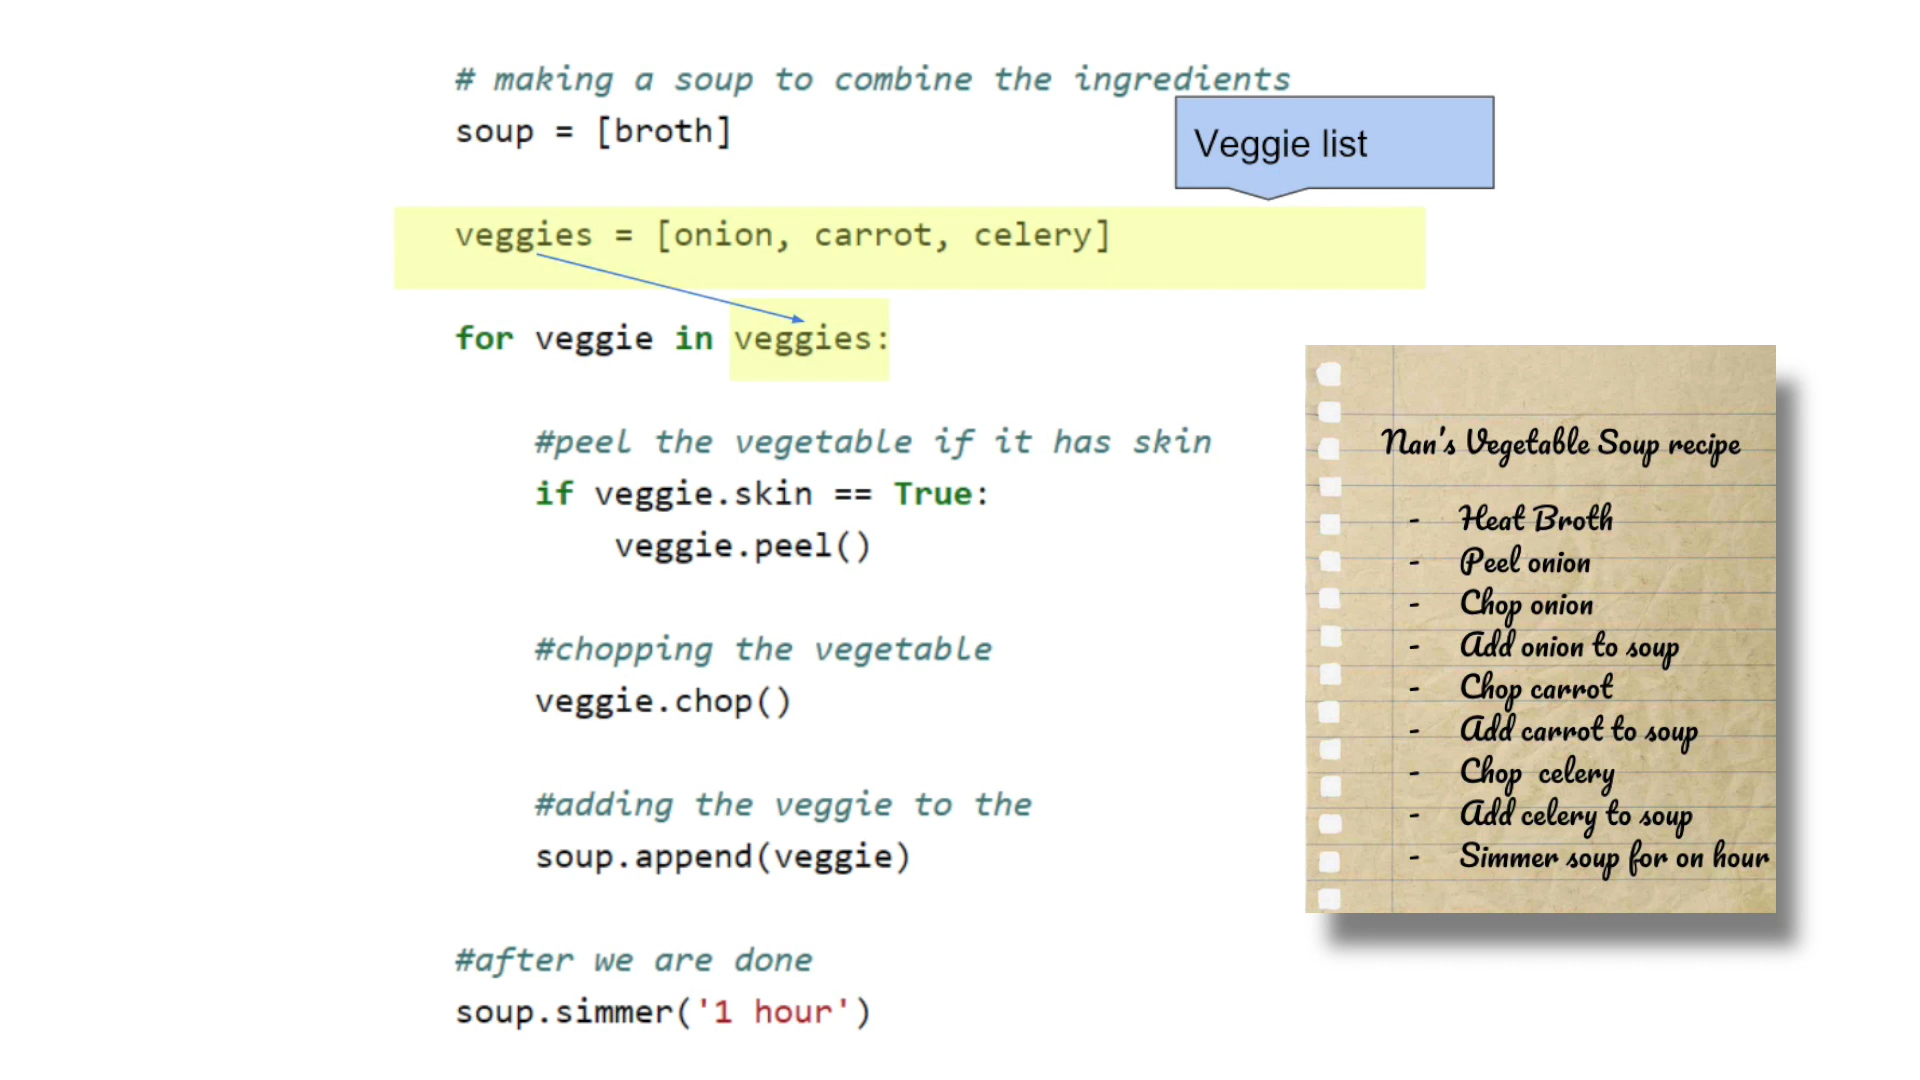 # making a soup to combine the ingredients
soup = [broth]
Veggie list
veggies = [onion, carrot, celery]
for veggie in veggies:
#peel the vegetable if it has skin
if veggie.skin == True:
veggie.peel()
#chopping the vegetable
veggie.chop()
#adding the veggie to the
soup.append(veggie)
#after we are done
soup.simmer('1 hour')
Nan's Vegetable Soup recipe
- Heat Broth
- Peel onion
- Chop onion
- Add onion to soup
- Chop carrot
- Add carrot to soup
- Chop celery
- Add celery to soup
- Simmer soup for on hour